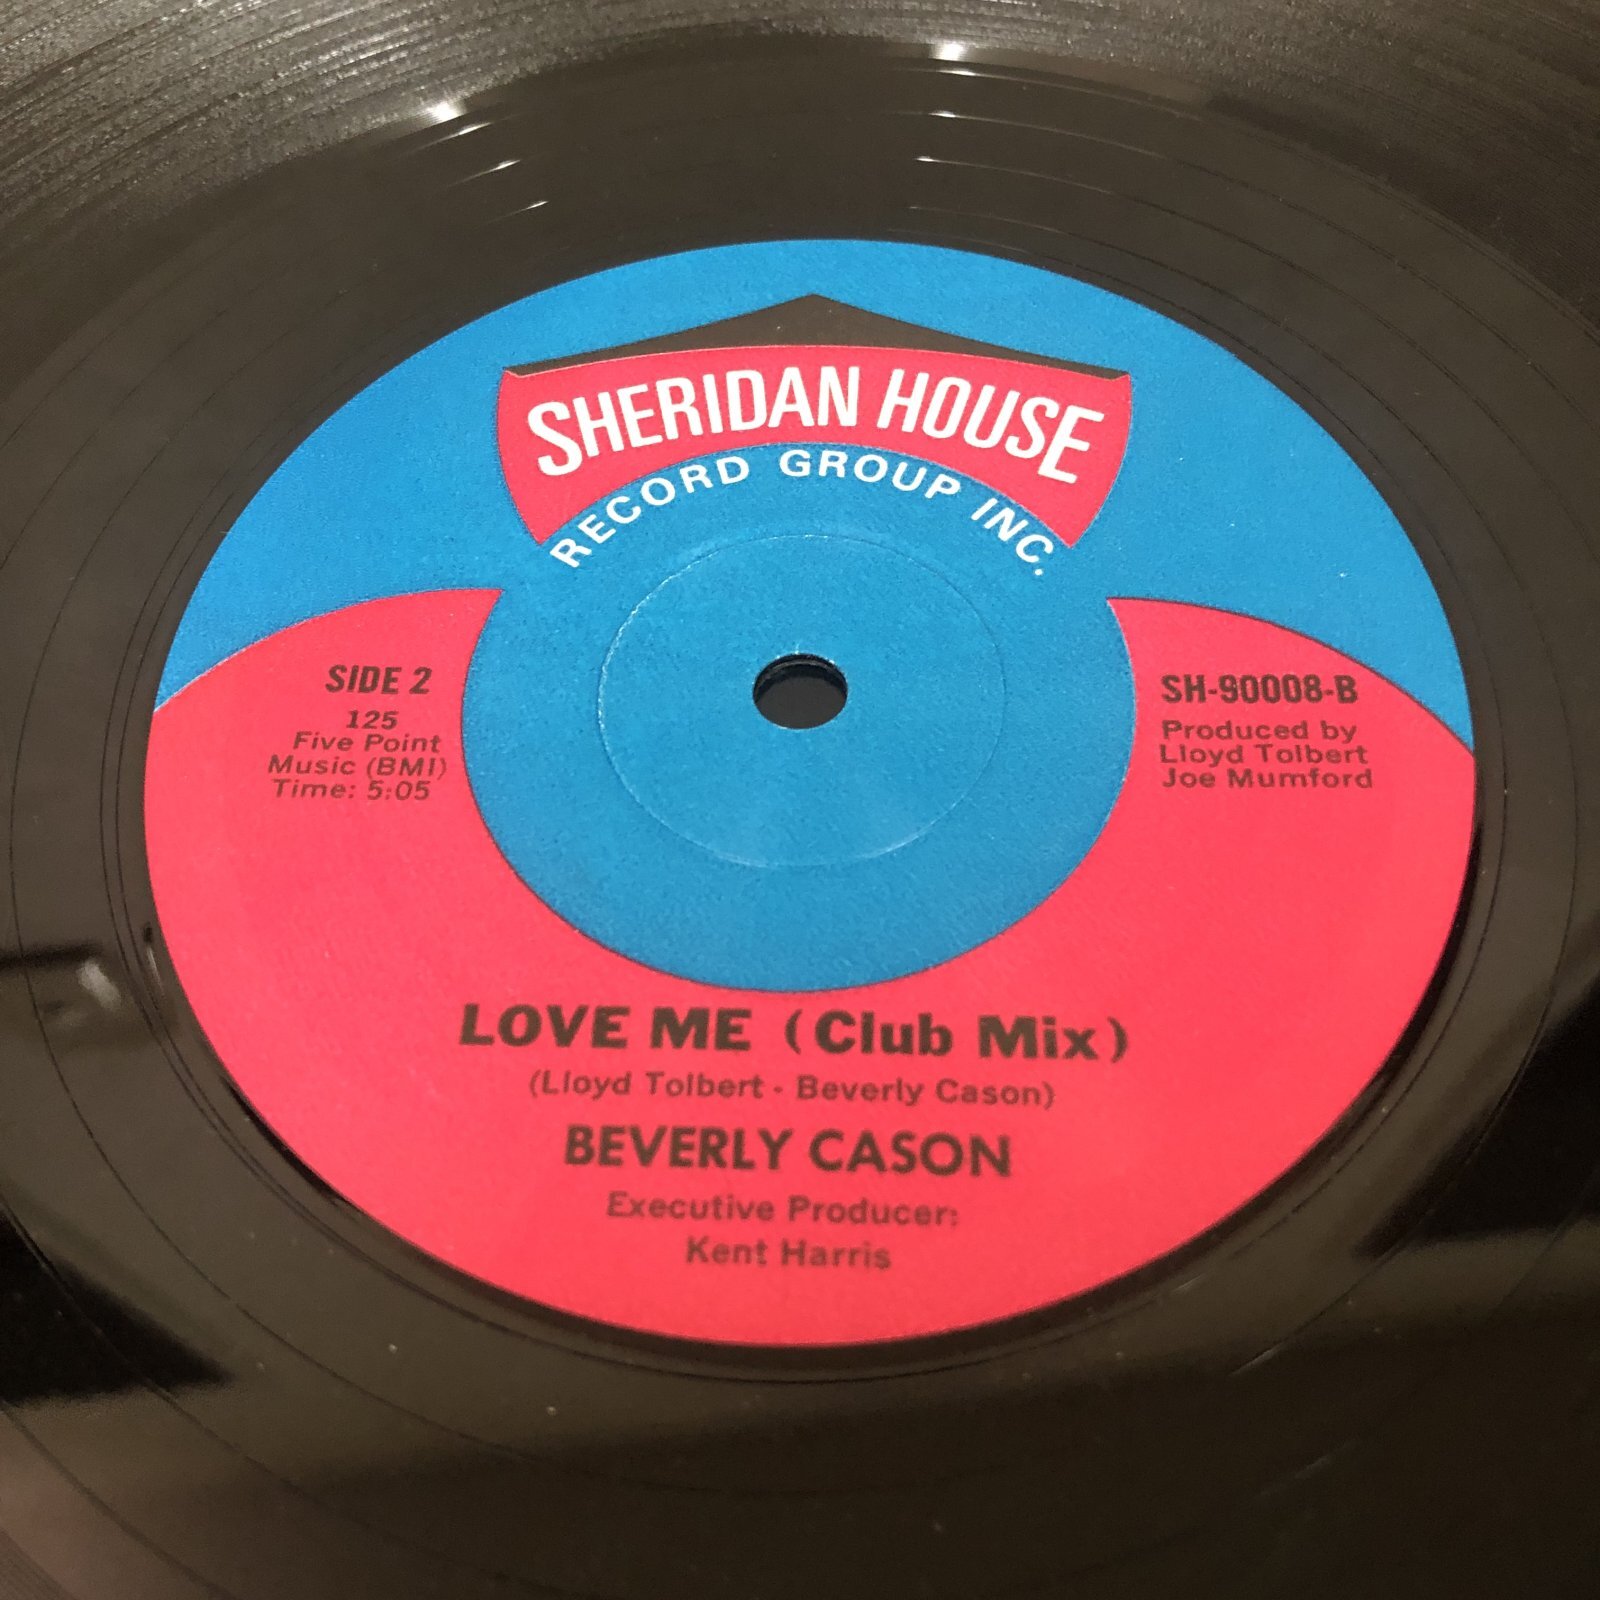 SHERIDAN HOUSE
RECORD GROUP INC.
SIDE 2
125
Five Point
Music (BMI)
Time: 5:05
SH-90008-B
Produced by
Lloyd Tolbert
Joe Mumford
LOVE ME (Club Mix)
(Lloyd Tolbert - Beverly Cason)
BEVERLY CASON
Executive Producer:
Kent Harris